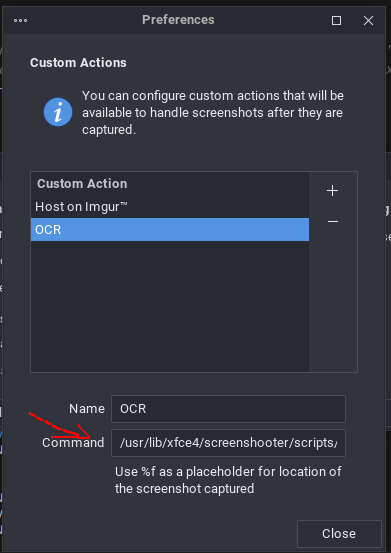 Preferences
Custom Actions
You can configure custom actions that will be
available to handle screenshots after they are
captured.
Custom Action
Host on Imgur™
OCR
Name
OCR
Command
/usr/lib/xfce4/screenshooter/scripts/
Use %f as a placeholder for location of
the screenshot captured
Close